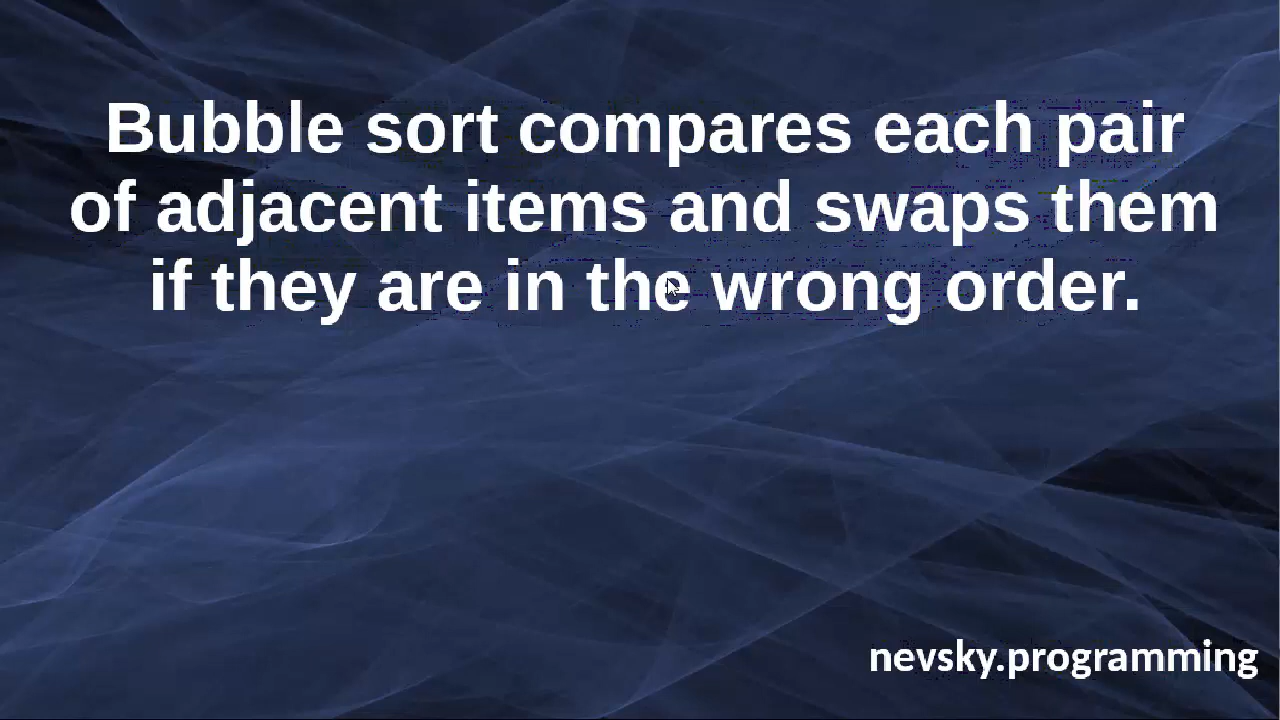 Bubble sort compares each pair
of adjacent items and swaps them
if they are in the wrong order.
nevsky.programming